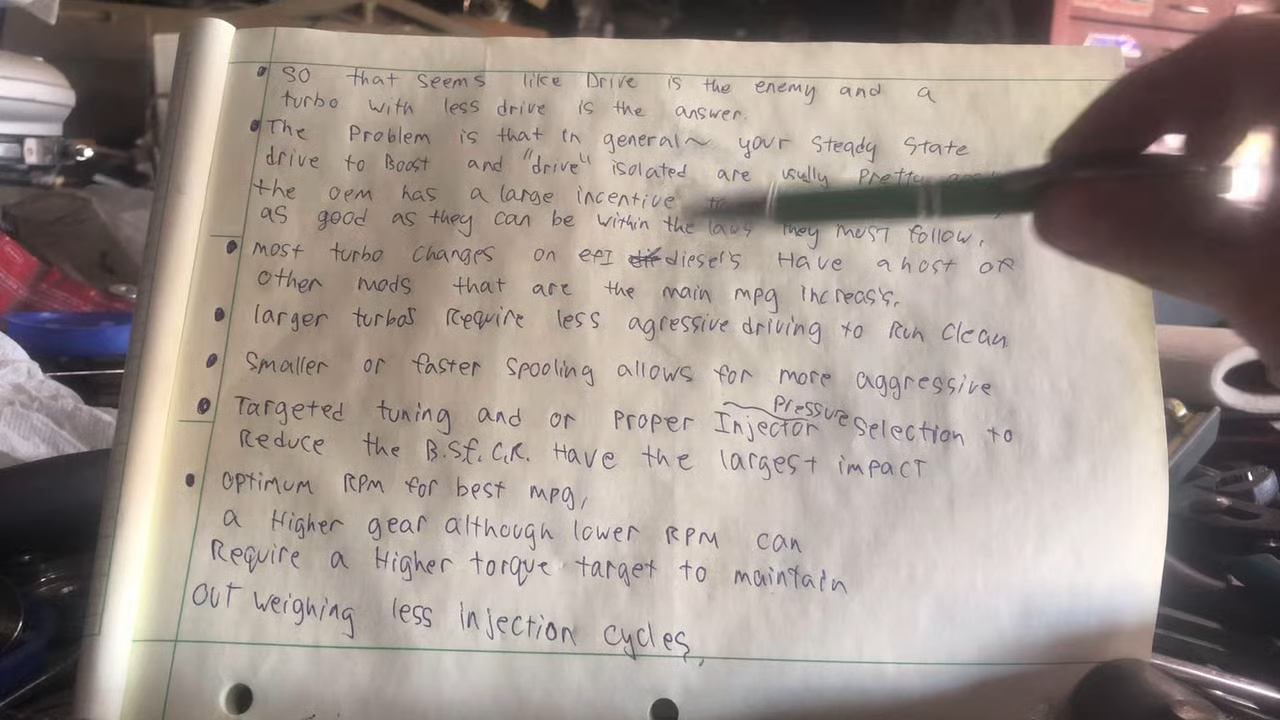 • SO that seems like Drive is the enemy and a
turbo with less drive is the answer.
• The Problem is that in general~ your Steady State
drive to Boost and "drive" isolated are usully Pretty
the oem has a large incentive
as good as they can be within the laws they must follow.
• most turbo changes on efI diesel's Have a host of
other mods that are the main mpg increas's.
• larger turbos Require less agressive driving to Run clean
• Smaller or faster spooling allows for more aggressive
• Targeted tuning and or proper Injector Pressure Selection to
Reduce the B.S.f.C.R. Have the largest impact
• optimum RPM for best mpg,
a Higher gear although lower RPM can
Require a Higher torque target to maintain
out weighing less injection cycles,